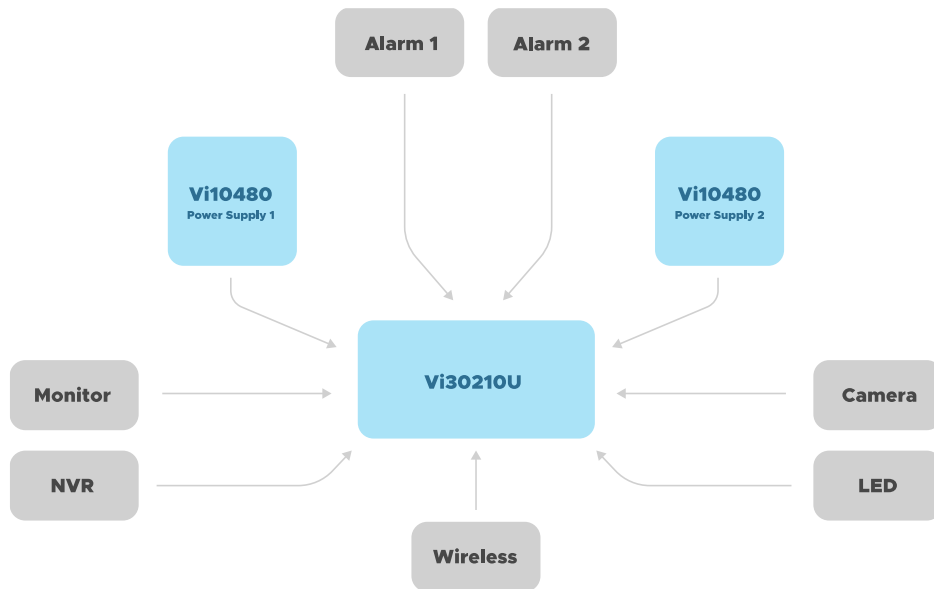 Alarm 1
Alarm 2
Vi10480
Power Supply 1
Vi10480
Power Supply 2
Vi30210U
Monitor
Camera
NVR
LED
Wireless